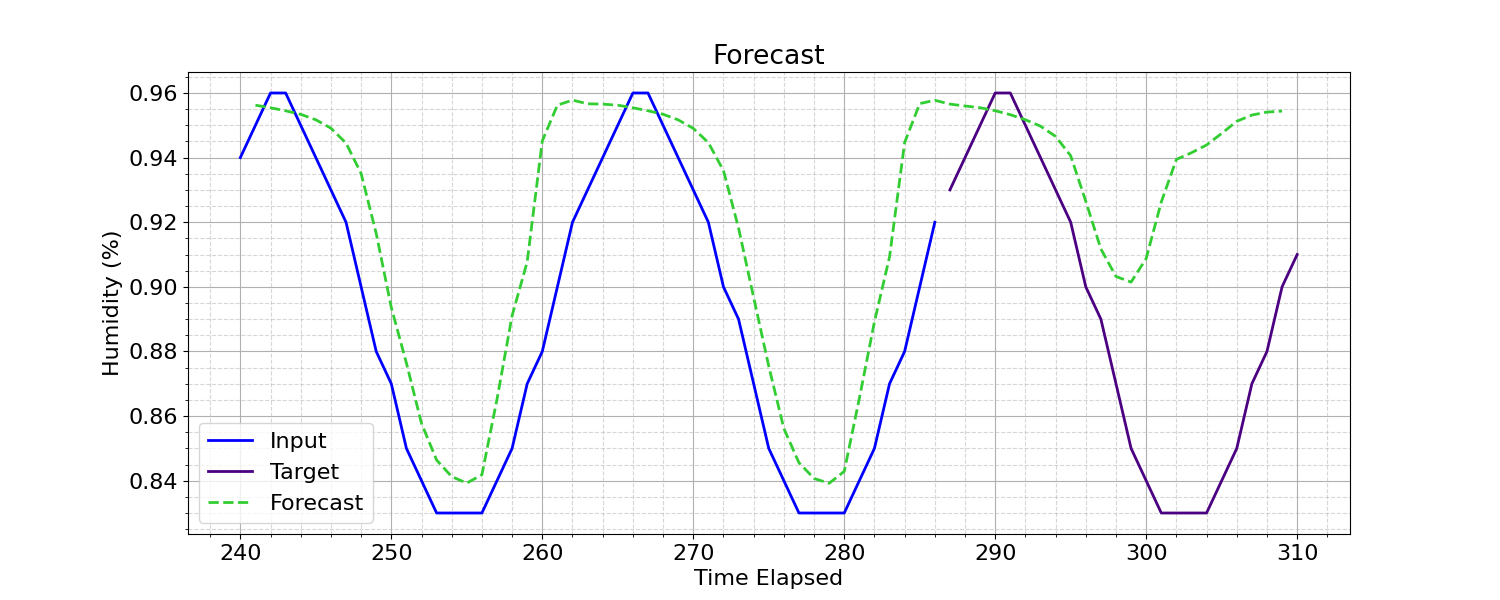 Forecast
Humidity (%)
0.96
0.94
0.92
0.90
0.88
0.86
0.84
Input
Target
Forecast
240 250 260 270 280 290 300 310
Time Elapsed